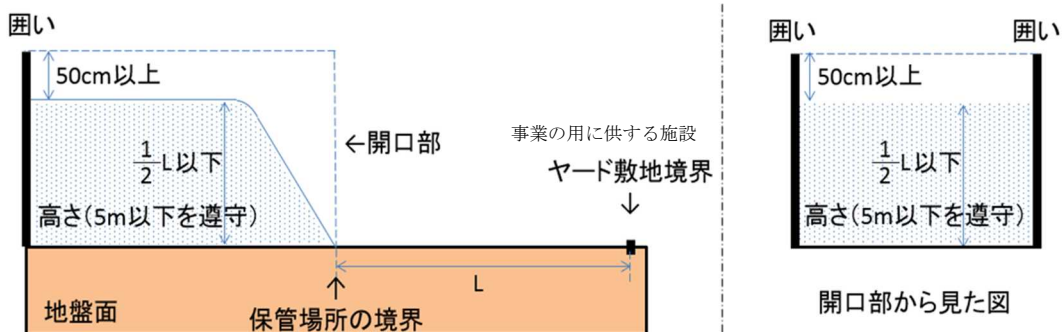 囲い
50cm以上
1/2 L以下
高さ(5m以下を遵守)
←開口部
事業の用に供する施設
ヤード敷地境界
↓
L
地盤面
↑
保管場所の境界
囲い
囲い
50cm以上
1/2 L以下
高さ(5m以下を遵守)
開口部から見た図